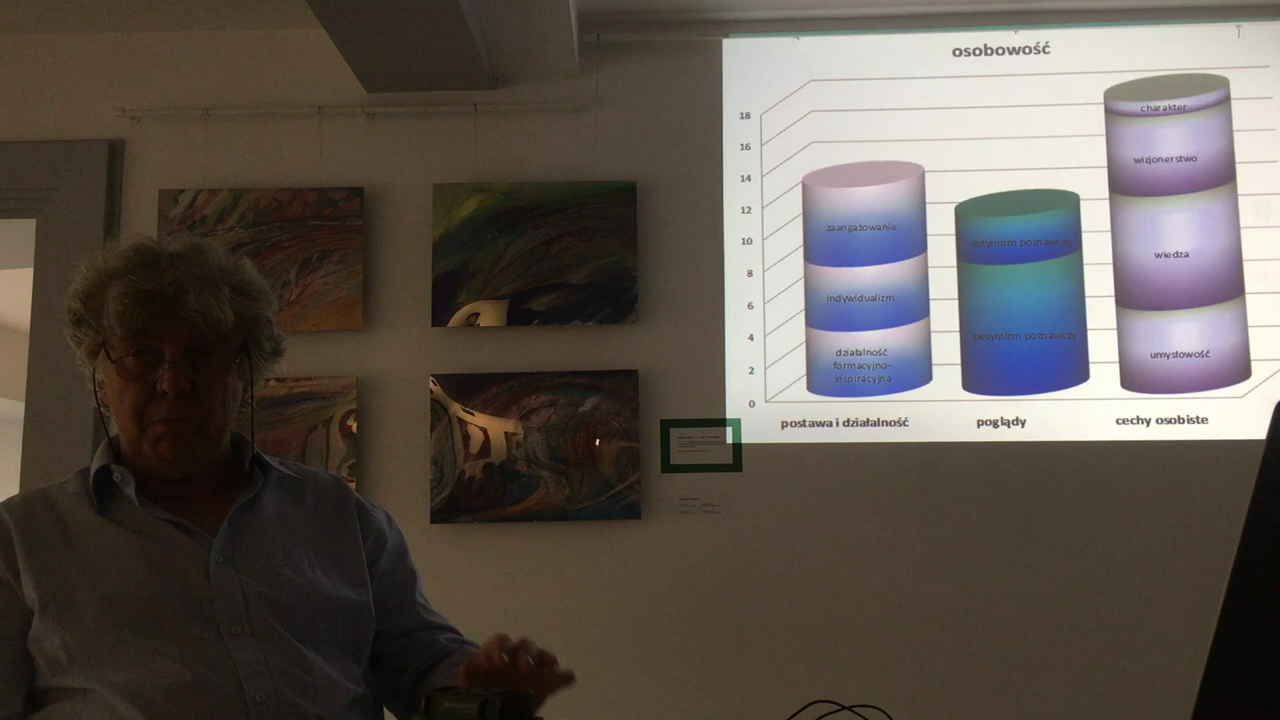 osobowość
18
16
14
12
10
8
6
4
2
0
zaangażowanie
indywidualizm
działalność
formacyjno-
inspiracyjna
optymizm poznawczy
pesymizm poznawczy
charakter
wizjonerstwo
wiedza
umysłowość
postawa i działalność
poglądy
cechy osobiste